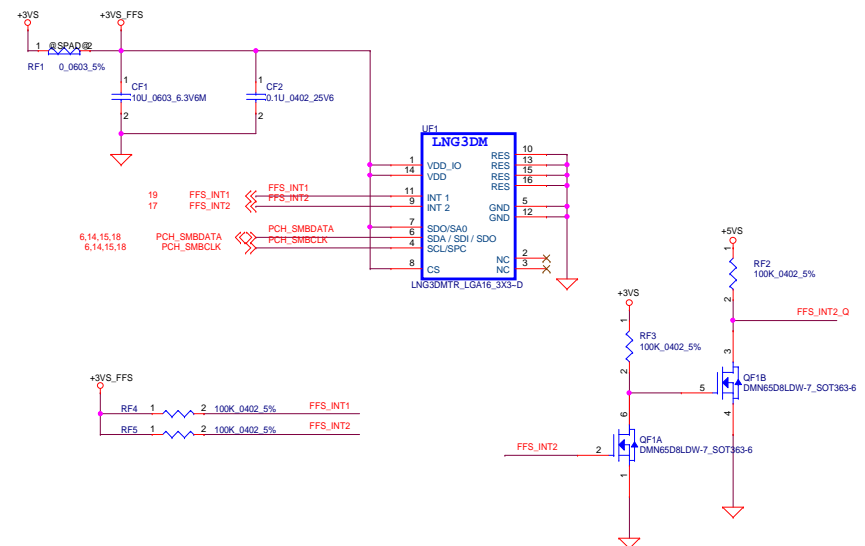 +3VS
+3VS_FFS
1
@SPAD@
2
RF1
0_0603_5%
1
CF1
10U_0603_6.3V6M
2
1
CF2
0.1U_0402_25V6
2
UF1
LNG3DM
1
VDD_IO
14
VDD
11
INT 1
9
INT 2
7
SDO/SA0
6
SDA / SDI / SDO
4
SCL/SPC
8
CS
RES
10
RES
13
RES
15
RES
16
GND
5
GND
12
NC
2
NC
3
LNG3DMTR_LGA16_3X3-D
19
FFS_INT1
FFS_INT1
17
FFS_INT2
FFS_INT2
6,14,15,18
PCH_SMBDATA
PCH_SMBDATA
6,14,15,18
PCH_SMBCLK
PCH_SMBCLK
+5VS
1
RF2
100K_0402_5%
2
FFS_INT2_Q
+3VS
1
RF3
100K_0402_5%
2
3
5
QF1B
DMN65D8LDW-7_SOT363-6
4
6
FFS_INT2
2
QF1A
DMN65D8LDW-7_SOT363-6
1
+3VS_FFS
RF4
1
2
100K_0402_5%
FFS_INT1
RF5
1
2
100K_0402_5%
FFS_INT2